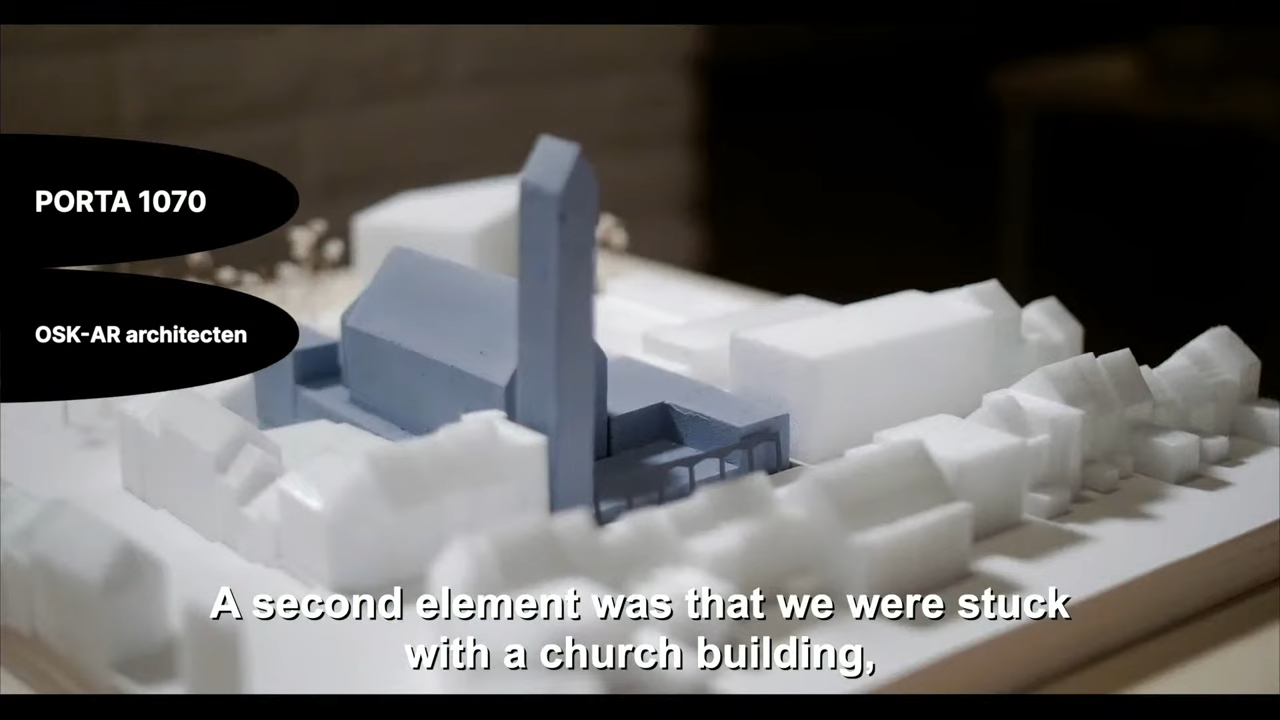 PORTA 1070
OSK-AR architecten
A second element was that we were stuck
with a church building,